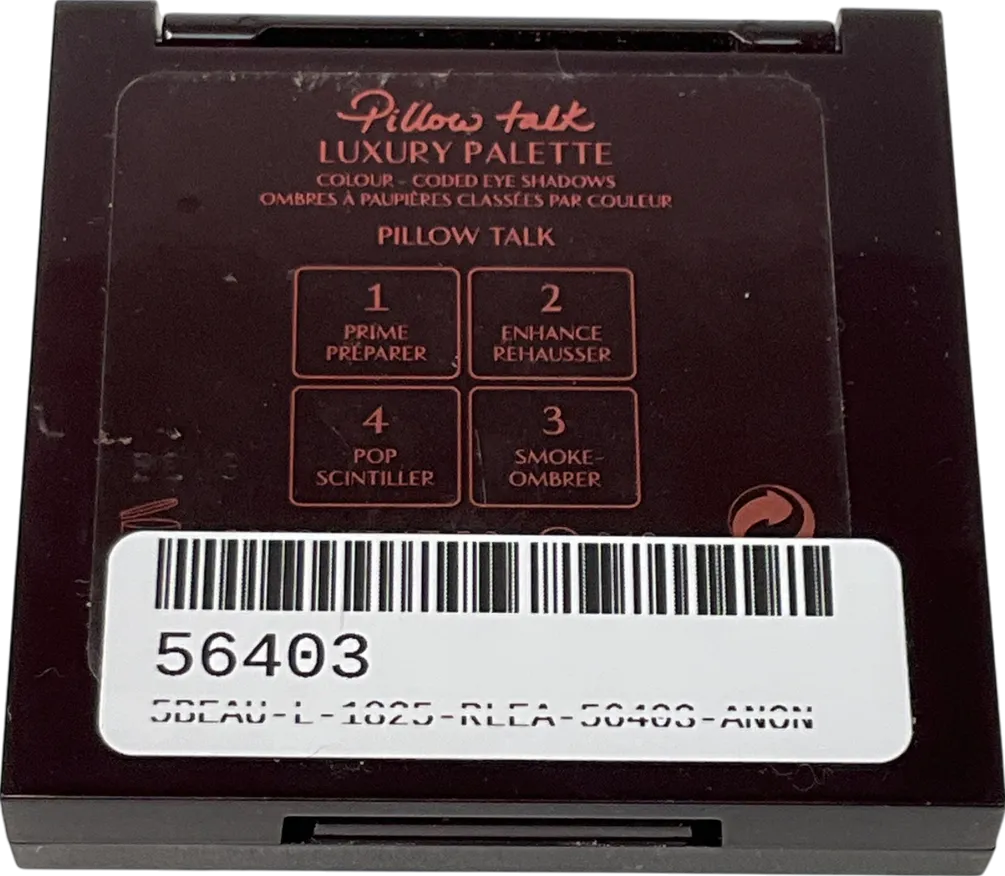 Pillow talk
LUXURY PALETTE
COLOUR - CODED EYE SHADOWS
OMBRES À PAUPIÈRES CLASSÉES PAR COULEUR
PILLOW TALK
1
PRIME
PRÉPARER
2
ENHANCE
REHAUSSER
4
POP
SCINTILLER
3
SMOKE-
OMBRER
56403
5BEAU-L-1825-RLEA-56403-ANON